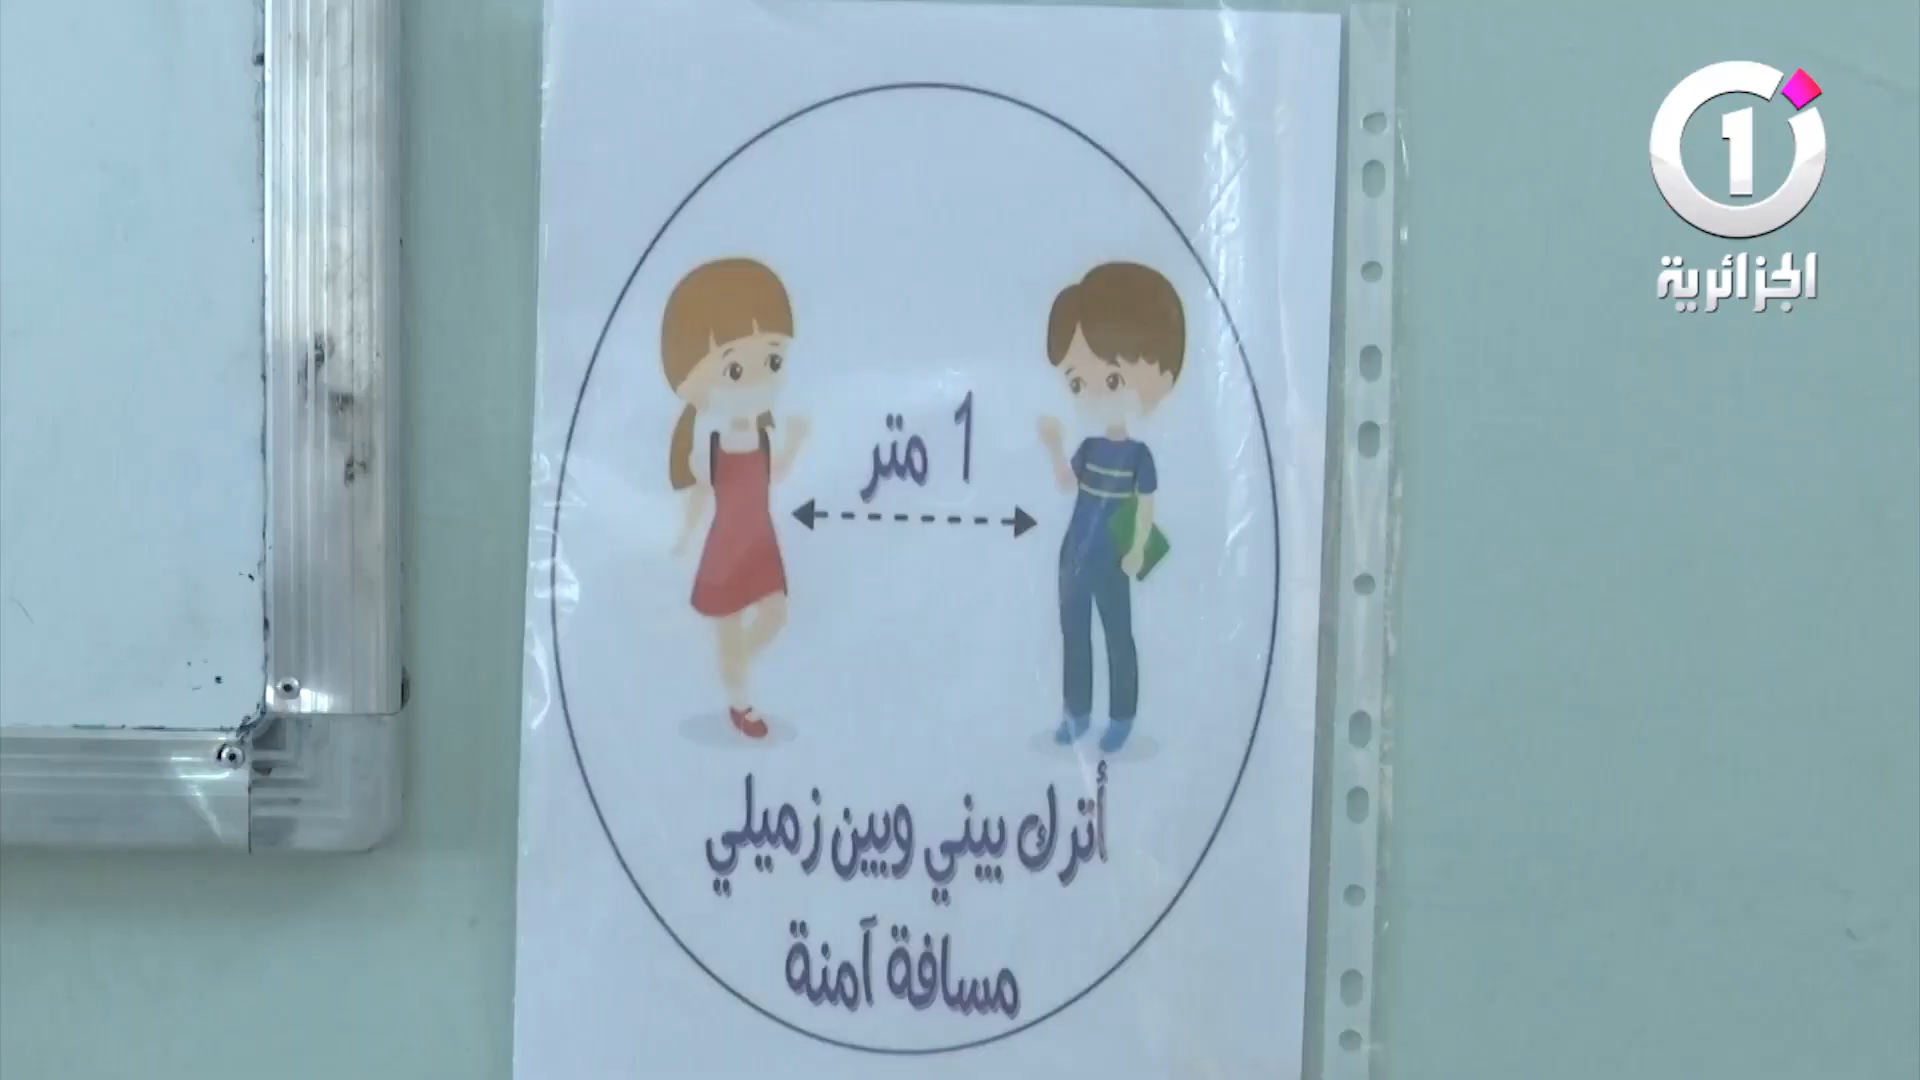 1
الجزائرية
1 متر
أترك بيني وبين زميلي
مسافة آمنة